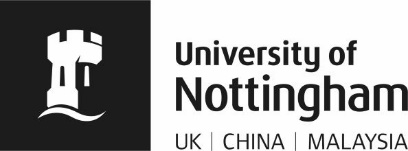 University of
Nottingham
UK | CHINA | MALAYSIA